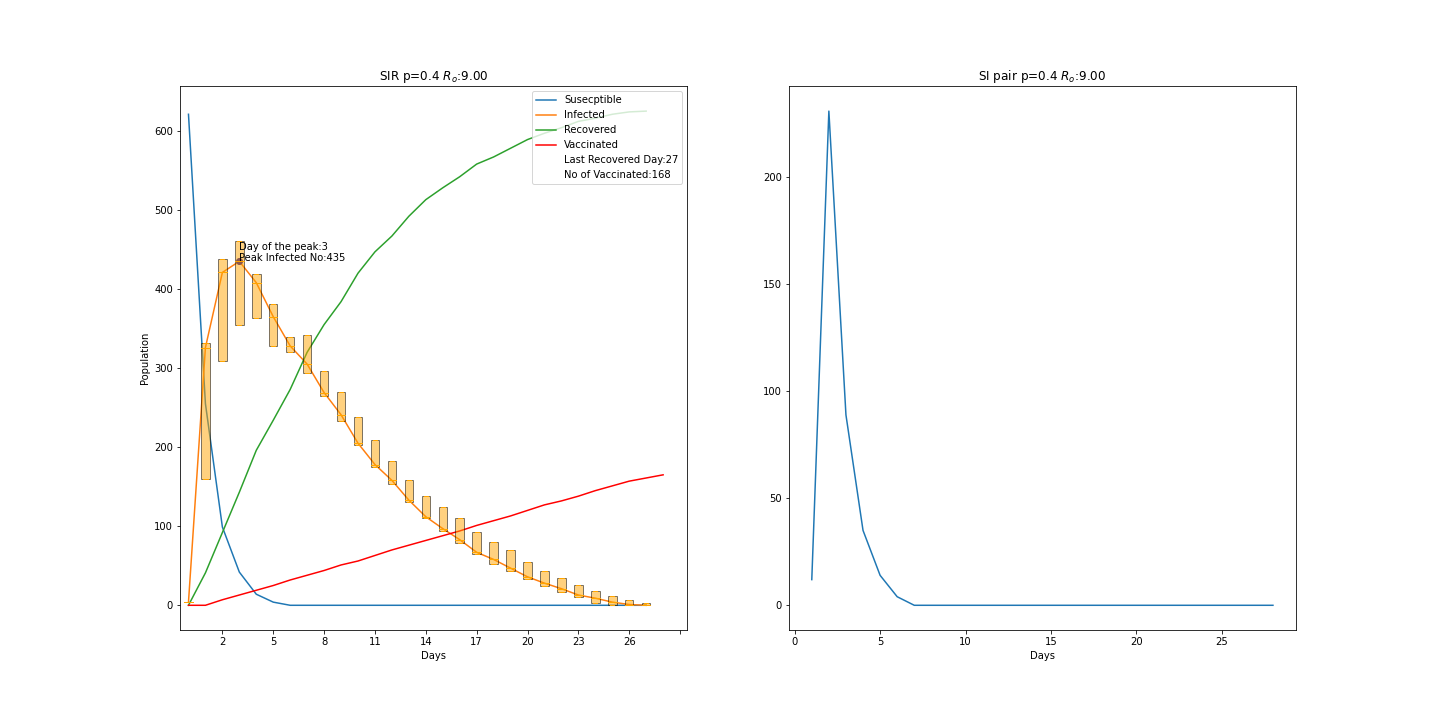 SIR p=0.4 Rₒ:9.00
Susecptible
Infected
Recovered
Vaccinated
Last Recovered Day:27
No of Vaccinated:168
Day of the peak:3
Peak Infected No:435
Population
600
500
400
300
200
100
0
2 5 8 11 14 17 20 23 26
Days
SI pair p=0.4 Rₒ:9.00
200
150
100
50
0
0 5 10 15 20 25
Days